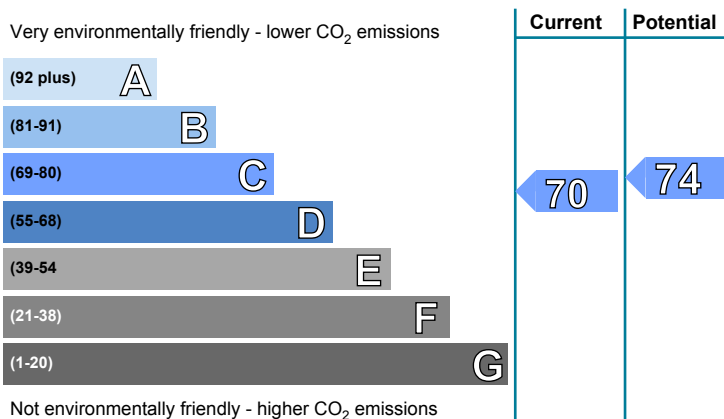 Current Potential
Very environmentally friendly - lower CO2 emissions
(92 plus) A
(81-91) B
(69-80) C
70 74
(55-68) D
(39-54 E
(21-38) F
(1-20) G
Not environmentally friendly - higher CO2 emissions